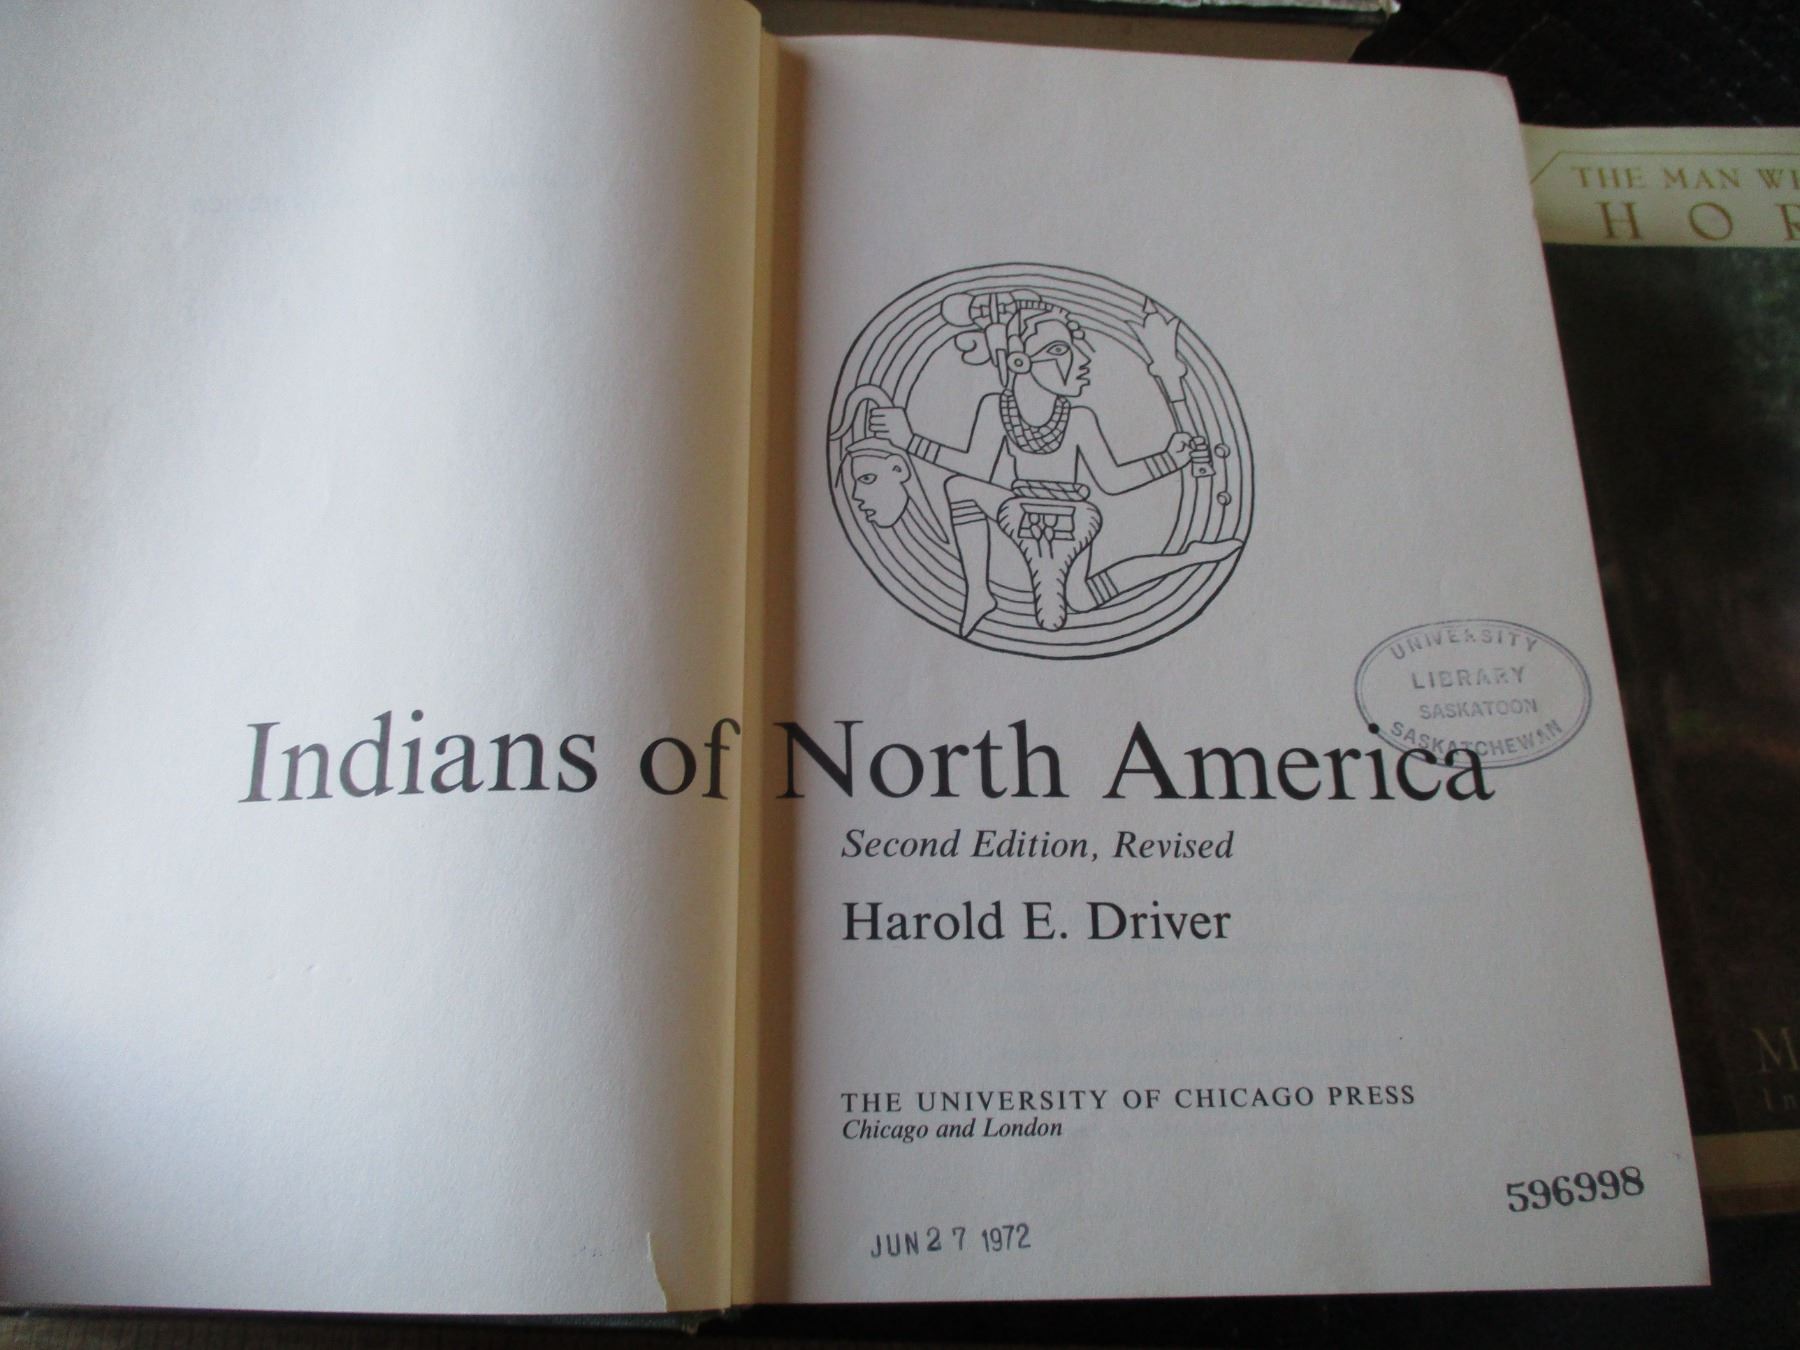 THE MAN
UNIVERSITY
LIBRARY
SASKATOON
SASKATCHEWAN
Indians of North America
Second Edition, Revised
Harold E. Driver
THE UNIVERSITY OF CHICAGO PRESS
Chicago and London
596998
JUN 27 1972